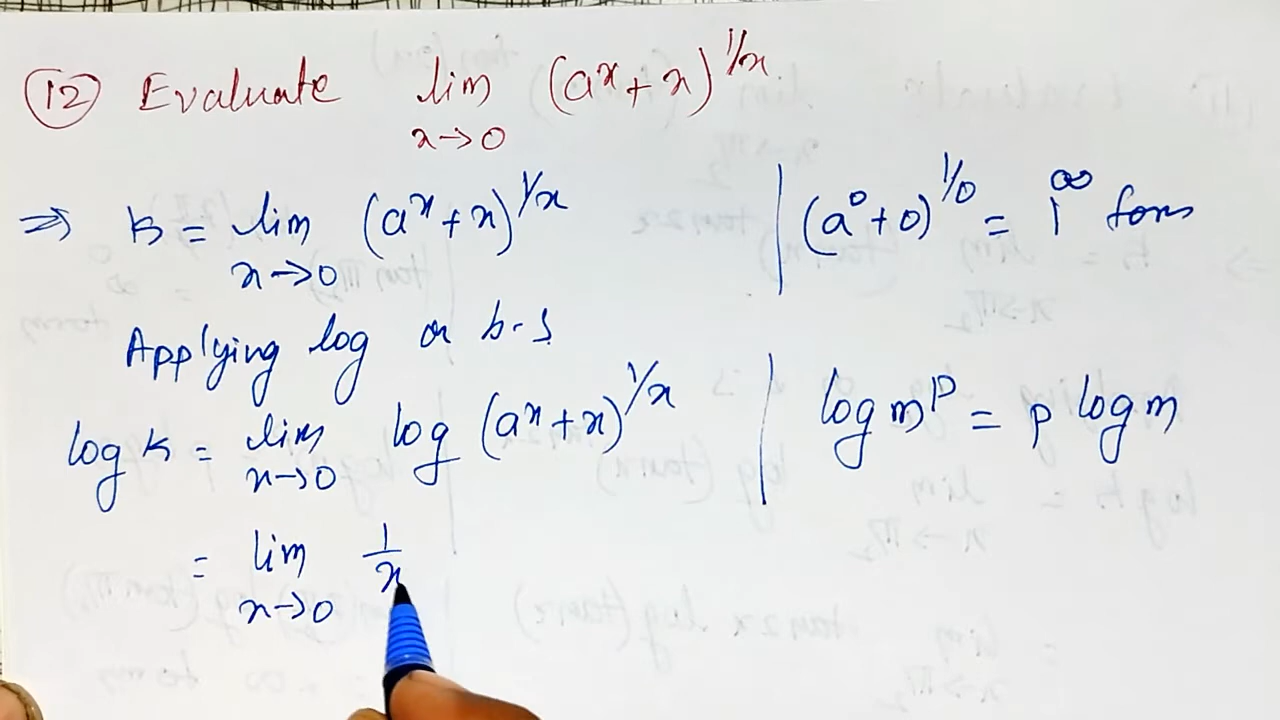 (12) Evaluate lim x→0 (a^x + x)^1/x
⇒ K = lim x→0 (a^x + x)^1/x | (a^0 + 0)^1/0 = 1^∞ form
Applying log on b.s
log K = lim x→0 log (a^x + x)^1/x | log m^p = p log m
= lim x→0 1/x